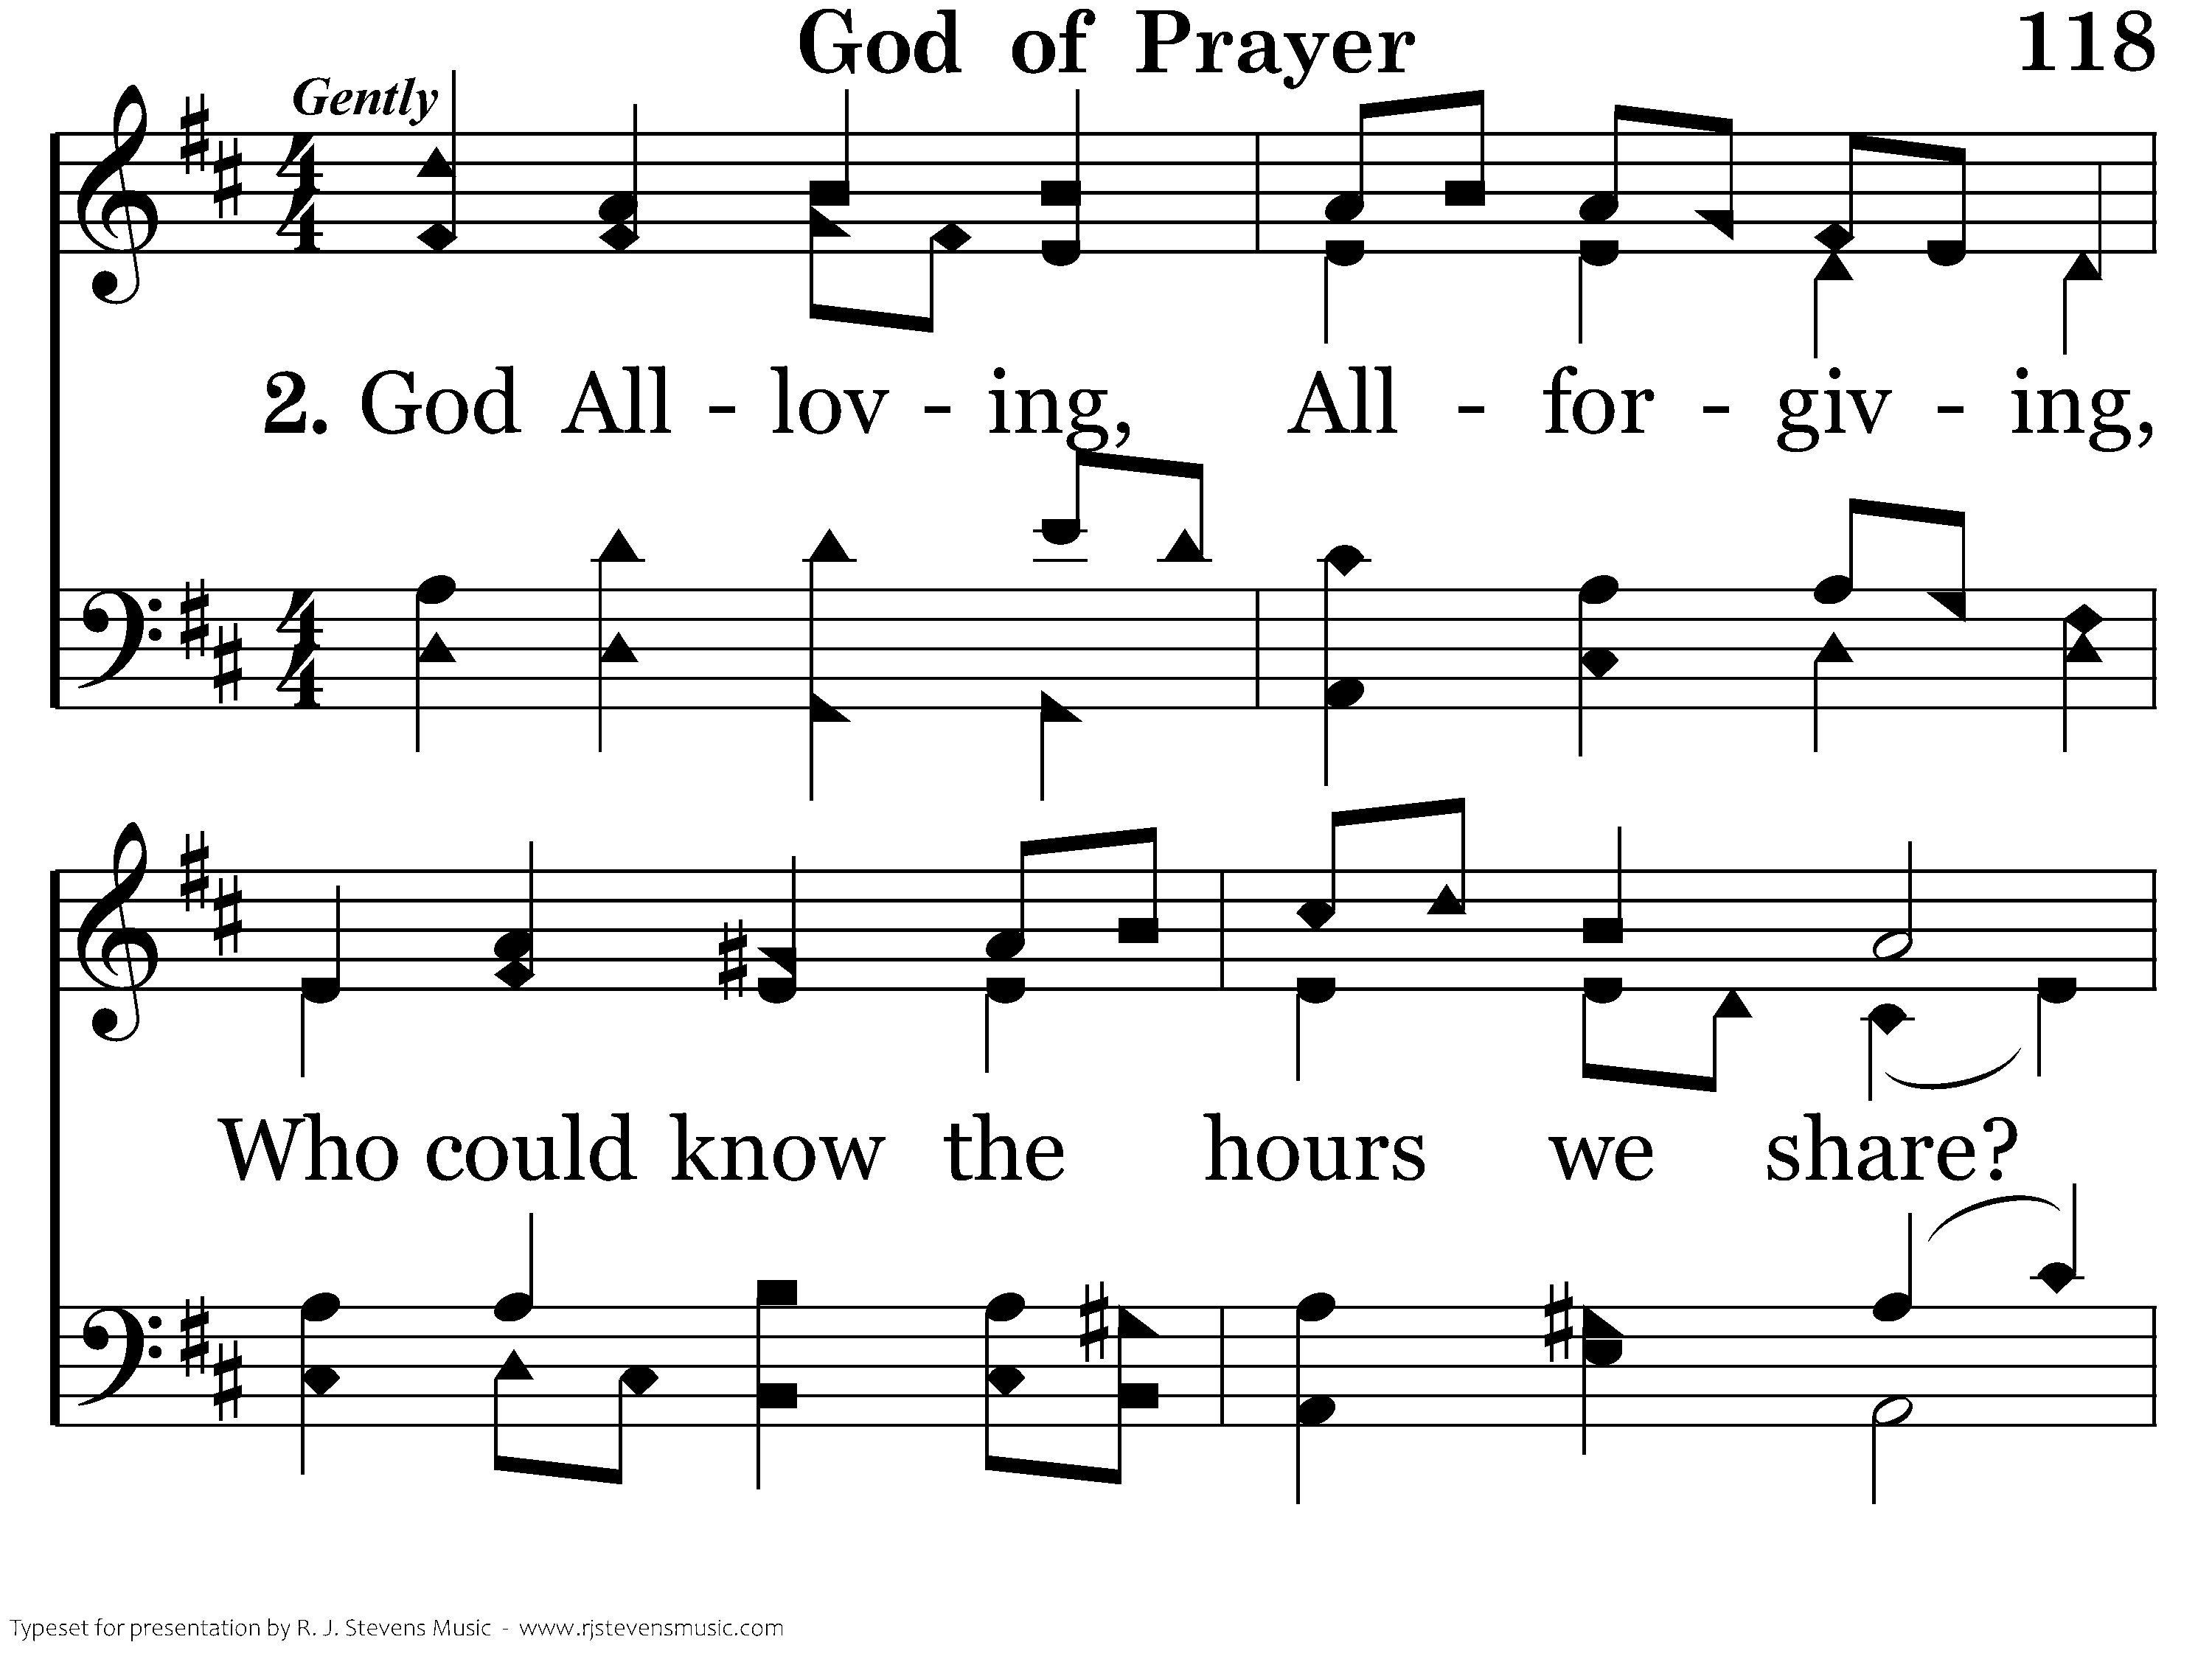 God of Prayer 118
Gently
2. God All - lov - ing, All - for - giv - ing,
Who could know the hours we share?
Typeset for presentation by R. J. Stevens Music - www.rjstevensmusic.com